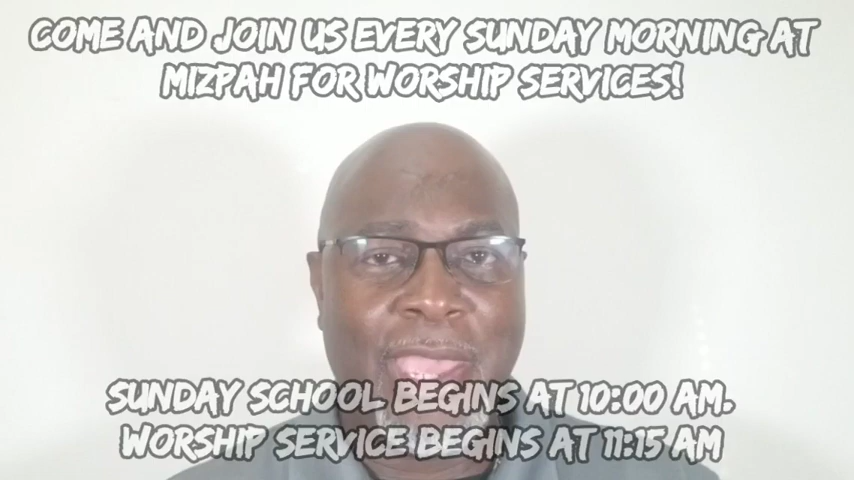 COME AND JOIN US EVERY SUNDAY MORNING AT
MIZPAH FOR WORSHIP SERVICES!
SUNDAY SCHOOL BEGINS AT 10:00 AM.
WORSHIP SERVICE BEGINS AT 11:15 AM